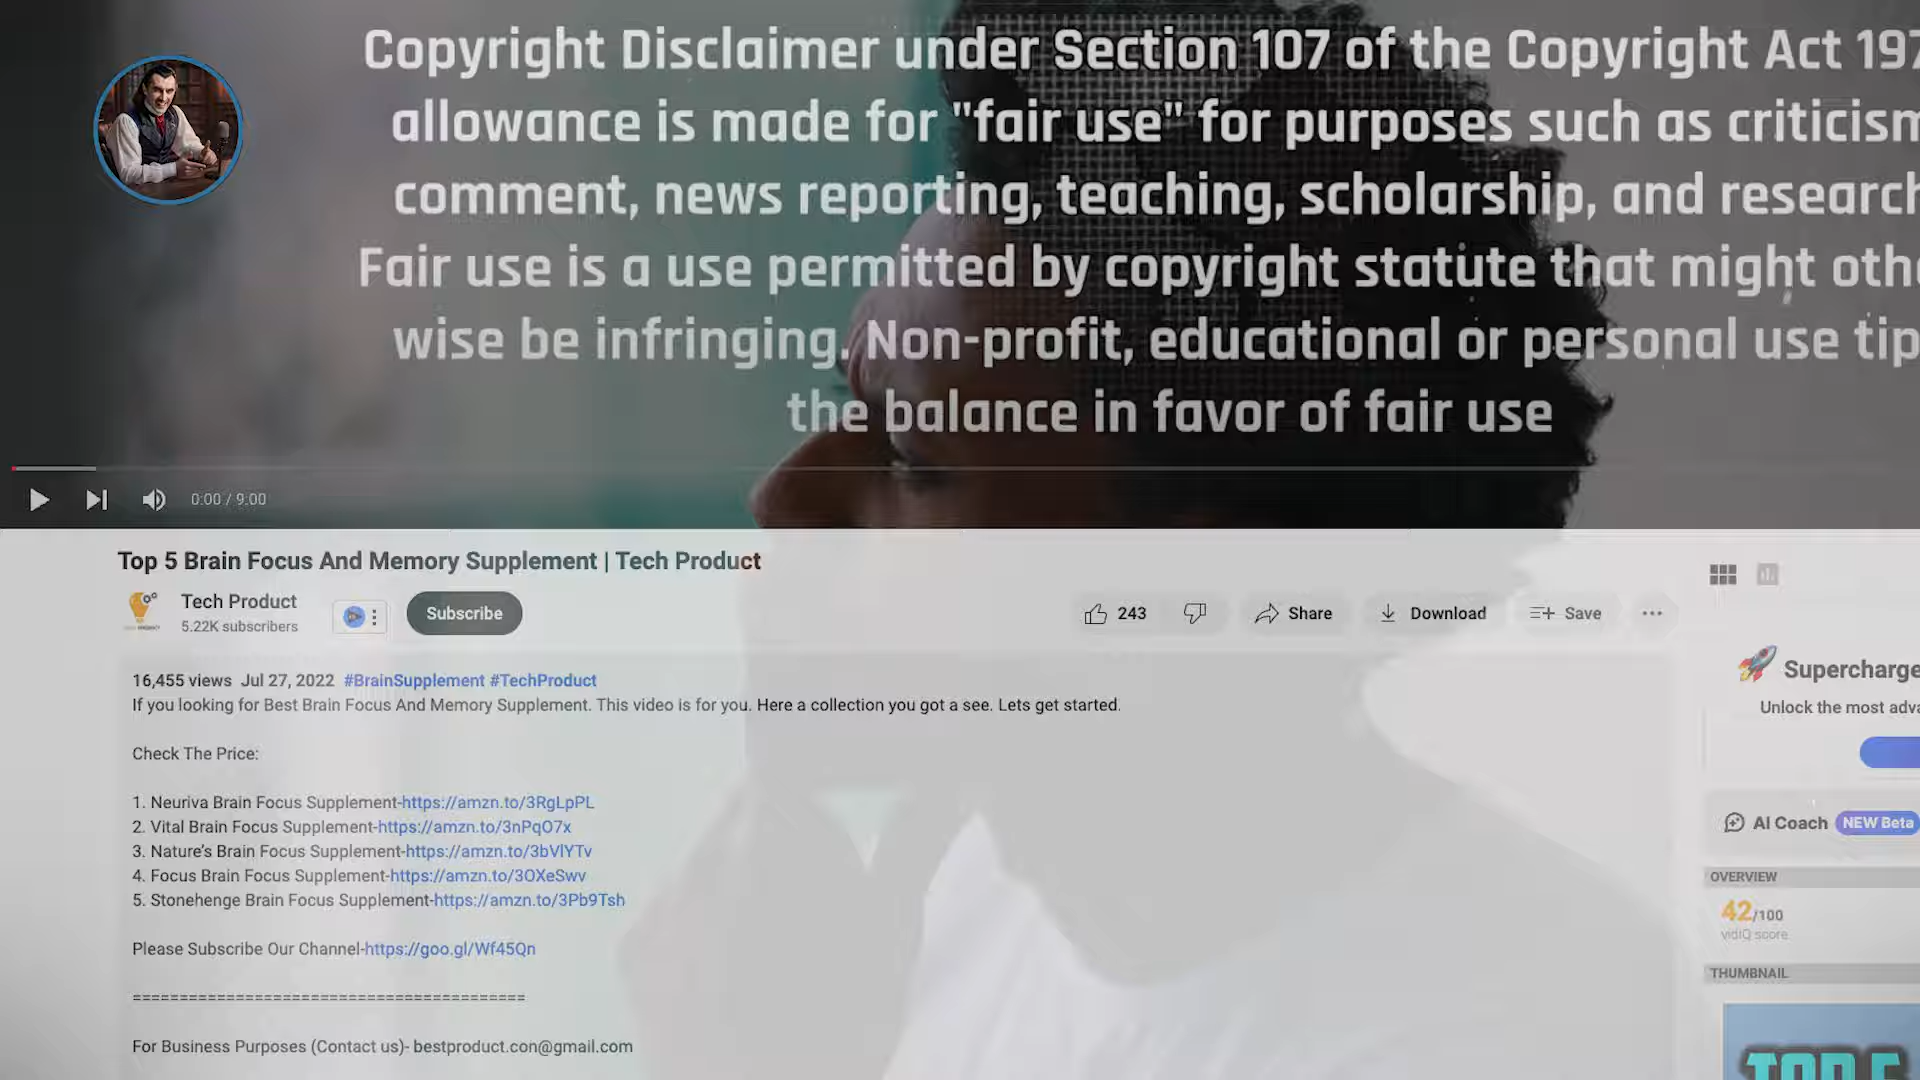 Copyright Disclaimer under Section 107 of the Copyright Act 197
allowance is made for "fair use" for purposes such as criticism
comment, news reporting, teaching, scholarship, and research
Fair use is a use permitted by copyright statute that might oth
wise be infringing. Non-profit, educational or personal use tip
the balance in favor of fair use
0:00 / 9:00
Top 5 Brain Focus And Memory Supplement | Tech Product
Tech Product
5.22K subscribers
Subscribe
243
Share
Download
Save
16,455 views Jul 27, 2022 #BrainSupplement #TechProduct
If you looking for Best Brain Focus And Memory Supplement. This video is for you. Here a collection you got a see. Lets get started.
Check The Price:
1. Neuriva Brain Focus Supplement-https://amzn.to/3RgLpPL
2. Vital Brain Focus Supplement-https://amzn.to/3nPqO7x
3. Nature's Brain Focus Supplement-https://amzn.to/3bVlYTv
4. Focus Brain Focus Supplement-https://amzn.to/3OXeSwv
5. Stonehenge Brain Focus Supplement-https://amzn.to/3Pb9Tsh
Please Subscribe Our Channel-https://goo.gl/Wf45Qn
==========================================
For Business Purposes (Contact us)- bestproduct.con@gmail.com
Supercharge
Unlock the most adva
AI Coach NEW Beta
OVERVIEW
42/100
vidIQ score
THUMBNAIL
TOP 5